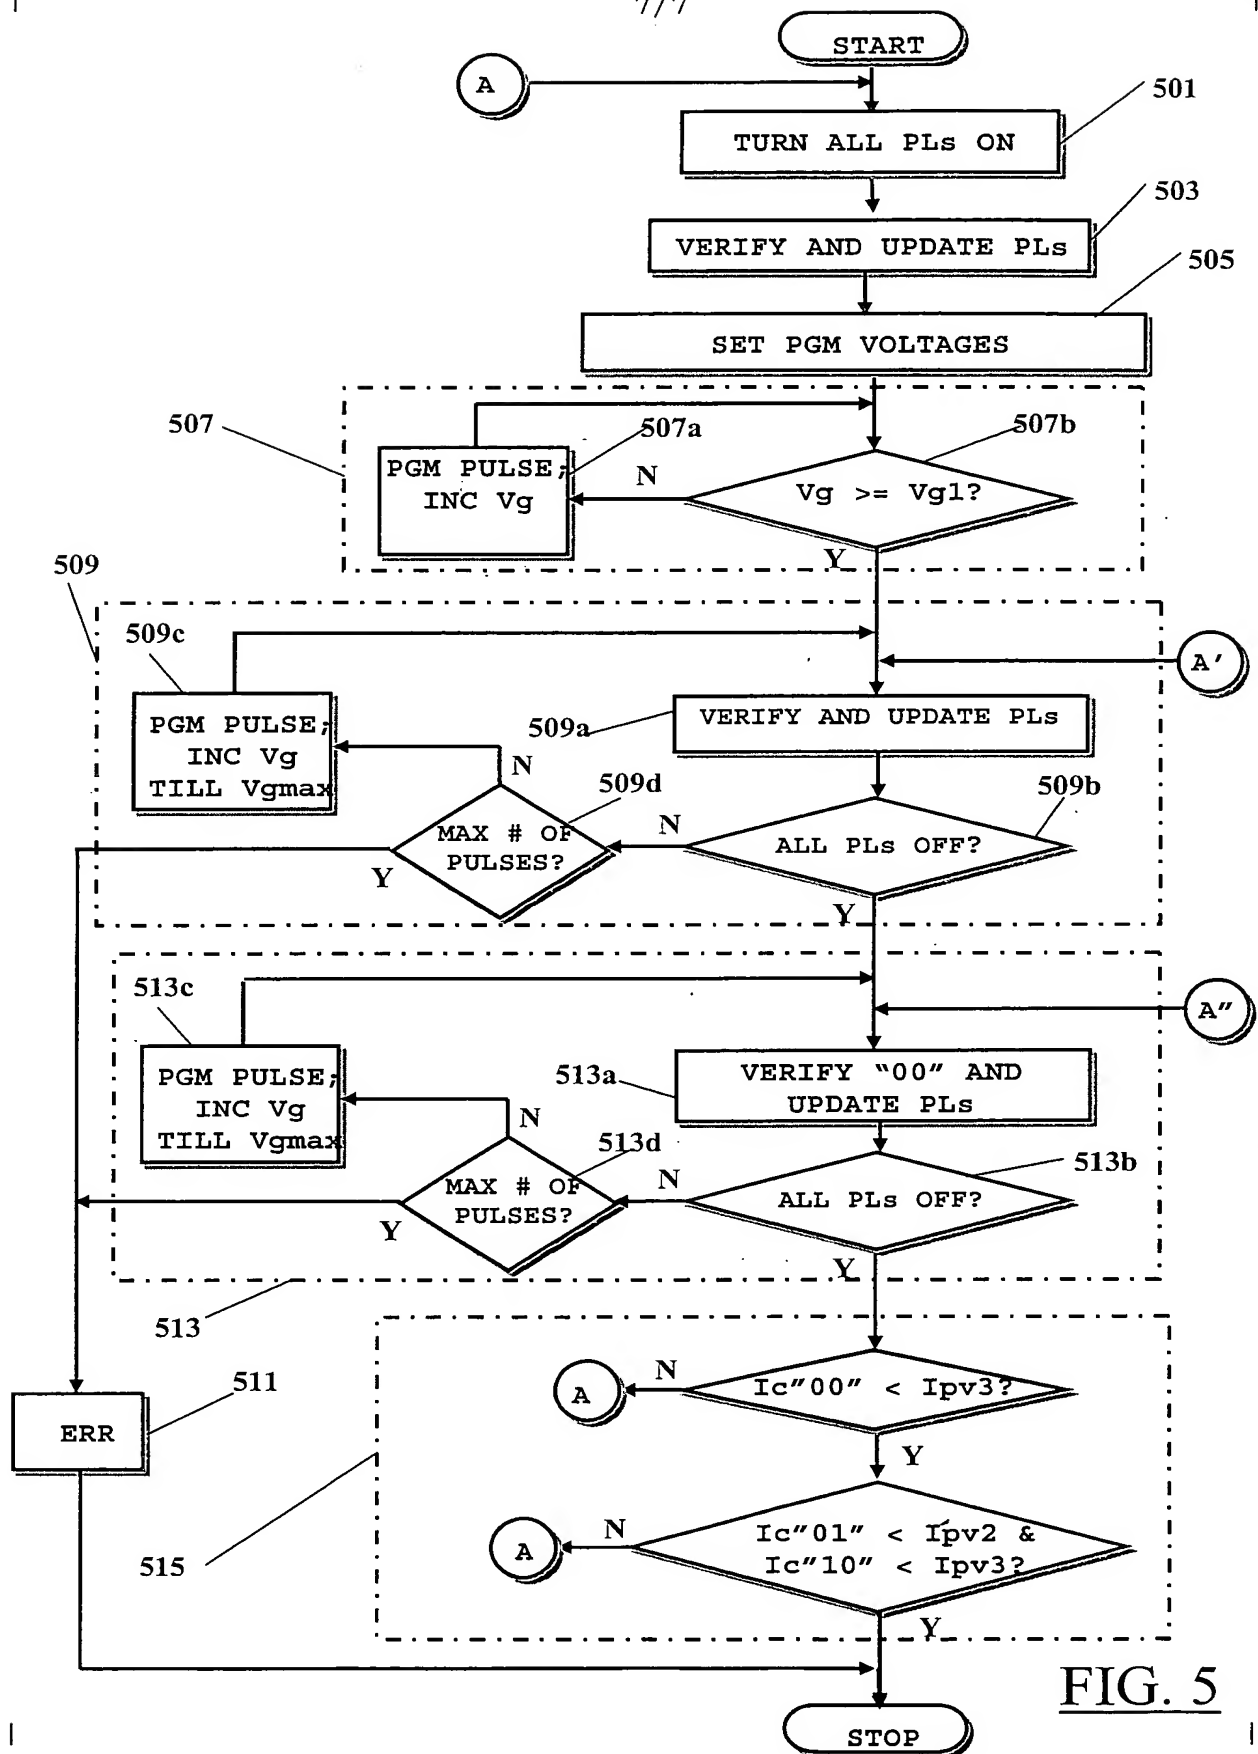 7/7
START
A
501
TURN ALL PLs ON
503
VERIFY AND UPDATE PLs
505
SET PGM VOLTAGES
507
507a
507b
PGM PULSE;
INC Vg
N
Vg >= Vg1?
Y
509
509c
A'
PGM PULSE;
INC Vg
TILL Vgmax
509a
VERIFY AND UPDATE PLs
N
509d
509b
MAX # OF
PULSES?
N
ALL PLs OFF?
Y
Y
513c
A"
PGM PULSE;
INC Vg
TILL Vgmax
513a
VERIFY "00" AND
UPDATE PLs
N
513d
513b
MAX # OF
PULSES?
N
ALL PLs OFF?
Y
Y
513
511
ERR
A
N
Ic"00" < Ipv3?
Y
A
N
Ic"01" < Ipv2 &
Ic"10" < Ipv3?
515
Y
FIG. 5
STOP